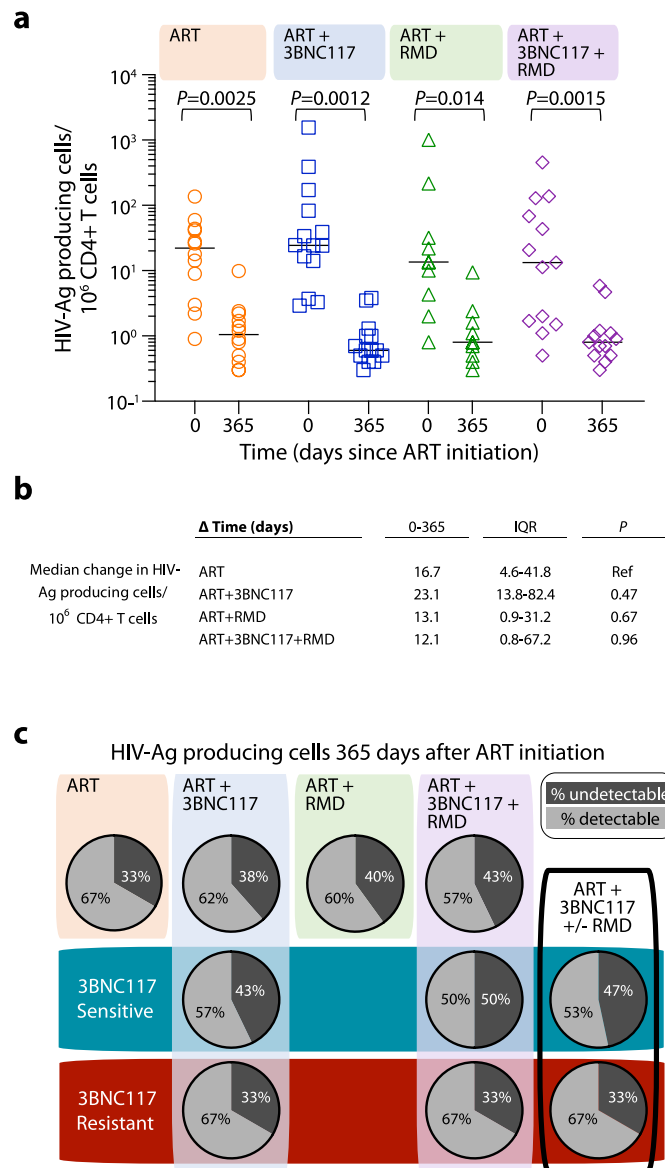 a
ART
ART +
3BNC117
ART +
RMD
ART +
3BNC117 +
RMD
P=0.0025
P=0.0012
P=0.014
P=0.0015
HIV-Ag producing cells/
10⁶ CD4+ T cells
10⁴
10³
10²
10¹
10⁰
10⁻¹
0 365 0 365 0 365 0 365
Time (days since ART initiation)
b
Δ Time (days) 0-365 IQR P
Median change in HIV-
Ag producing cells/
10⁶ CD4+ T cells
ART 16.7 4.6-41.8 Ref
ART+3BNC117 23.1 13.8-82.4 0.47
ART+RMD 13.1 0.9-31.2 0.67
ART+3BNC117+RMD 12.1 0.8-67.2 0.96
c
HIV-Ag producing cells 365 days after ART initiation
ART
ART +
3BNC117
ART +
RMD
ART +
3BNC117 +
RMD
% undetectable
% detectable
33%
67%
38%
62%
40%
60%
43%
57%
ART +
3BNC117
+/- RMD
3BNC117
Sensitive
43%
57%
50% 50%
47%
53%
3BNC117
Resistant
33%
67%
33%
67%
33%
67%